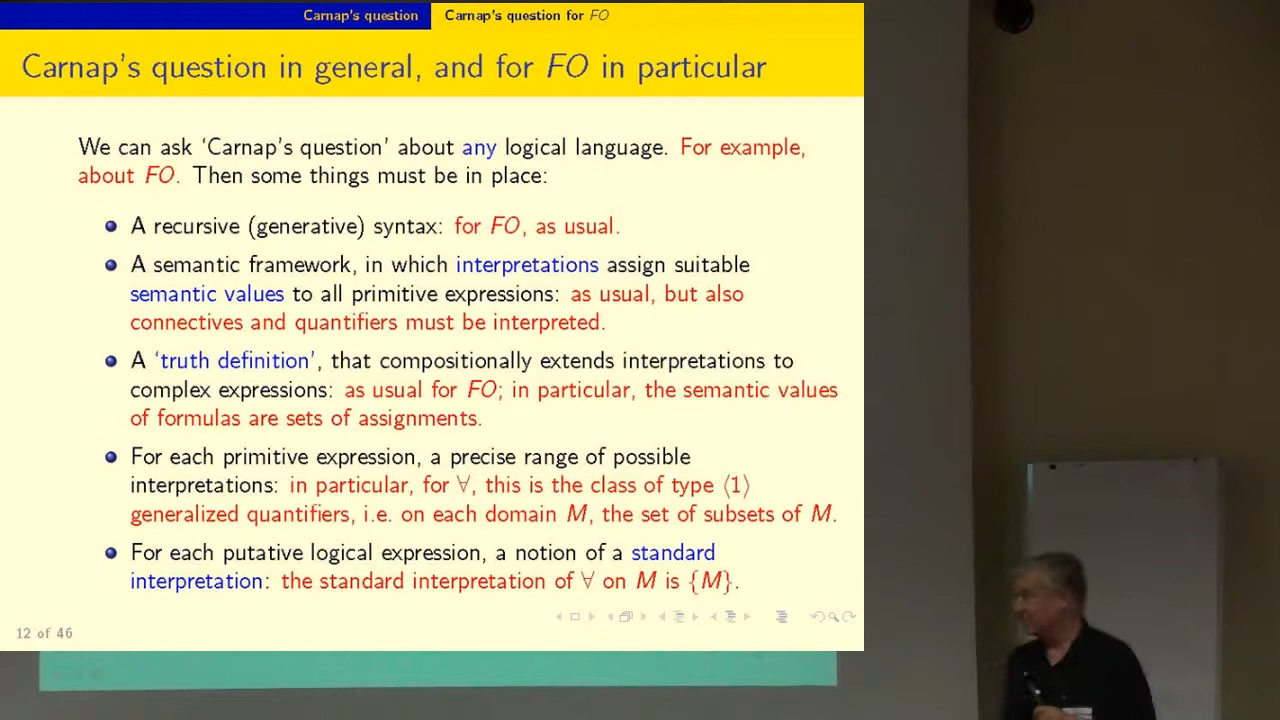 Carnap's question
Carnap's question for FO
Carnap's question in general, and for FO in particular
We can ask ‘Carnap's question’ about any logical language. For example,
about FO. Then some things must be in place:
A recursive (generative) syntax: for FO, as usual.
A semantic framework, in which interpretations assign suitable
semantic values to all primitive expressions: as usual, but also
connectives and quantifiers must be interpreted.
A ‘truth definition’, that compositionally extends interpretations to
complex expressions: as usual for FO; in particular, the semantic values
of formulas are sets of assignments.
For each primitive expression, a precise range of possible
interpretations: in particular, for ∀, this is the class of type ⟨1⟩
generalized quantifiers, i.e. on each domain M, the set of subsets of M.
For each putative logical expression, a notion of a standard
interpretation: the standard interpretation of ∀ on M is {M}.
12 of 46